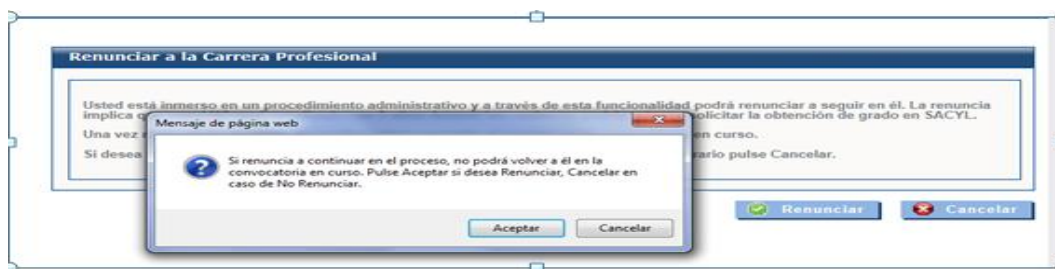 Renunciar a la Carrera Profesional
Usted está inmerso en un procedimiento administrativo y a través de esta funcionalidad podrá renunciar a seguir en él. La renuncia
implica q olicitar la obtención de grado en SACYL.
Mensaje de página web
Una vez en curso.
Si desea rario pulse Cancelar.
Si renuncia a continuar en el proceso, no podrá volver a él en la
convocatoria en curso. Pulse Aceptar si desea Renunciar, Cancelar en
caso de No Renunciar.
Renunciar Cancelar
Aceptar Cancelar